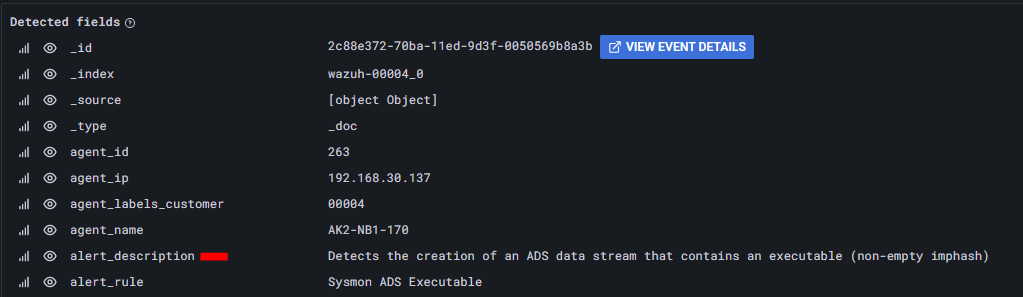 Detected fields
_id 2c88e372-70ba-11ed-9d3f-0050569b8a3b VIEW EVENT DETAILS
_index wazuh-00004_0
_source [object Object]
_type _doc
agent_id 263
agent_ip 192.168.30.137
agent_labels_customer 00004
agent_name AK2-NB1-170
alert_description Detects the creation of an ADS data stream that contains an executable (non-empty imphash)
alert_rule Sysmon ADS Executable